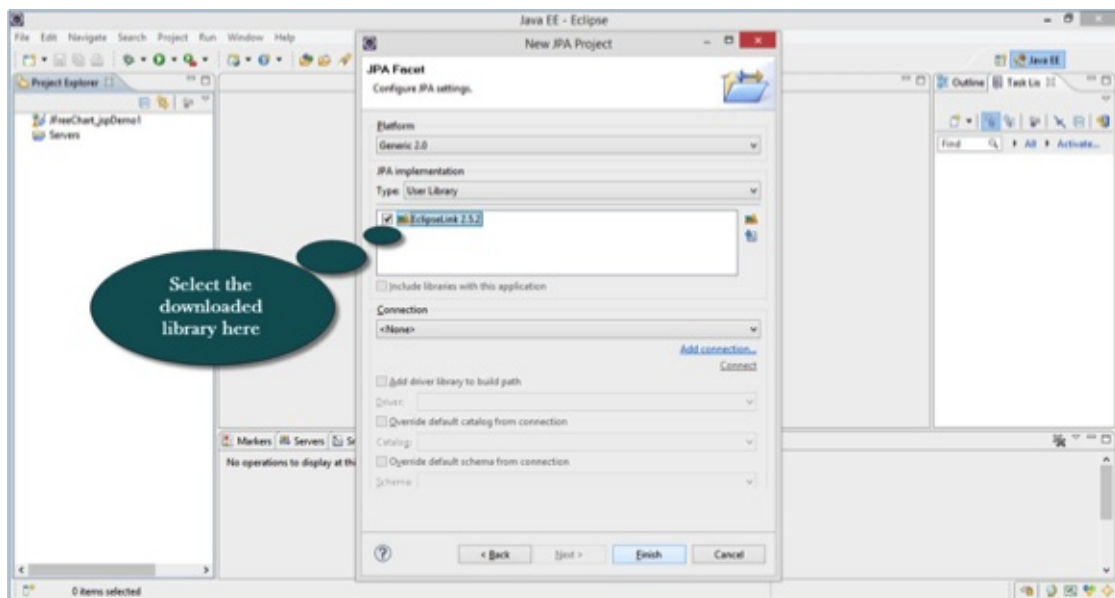 Java EE - Eclipse
File Edit Navigate Search Project Run Window Help
Java EE
Project Explorer
JFreeChart_jspDemo1
Servers
New JPA Project
JPA Facet
Configure JPA settings.
Platform
Generic 2.0
JPA implementation
Type: User Library
EclipseLink 2.5.2
Include libraries with this application
Connection
<None>
Add connection...
Connect
Add driver library to build path
Driver:
Override default catalog from connection
Catalog:
Override default schema from connection
Schema:
< Back Next > Finish Cancel
Select the
downloaded
library here
Outline Task Lis
Find All Activate...
Markers Servers
No operations to display at thi
0 items selected